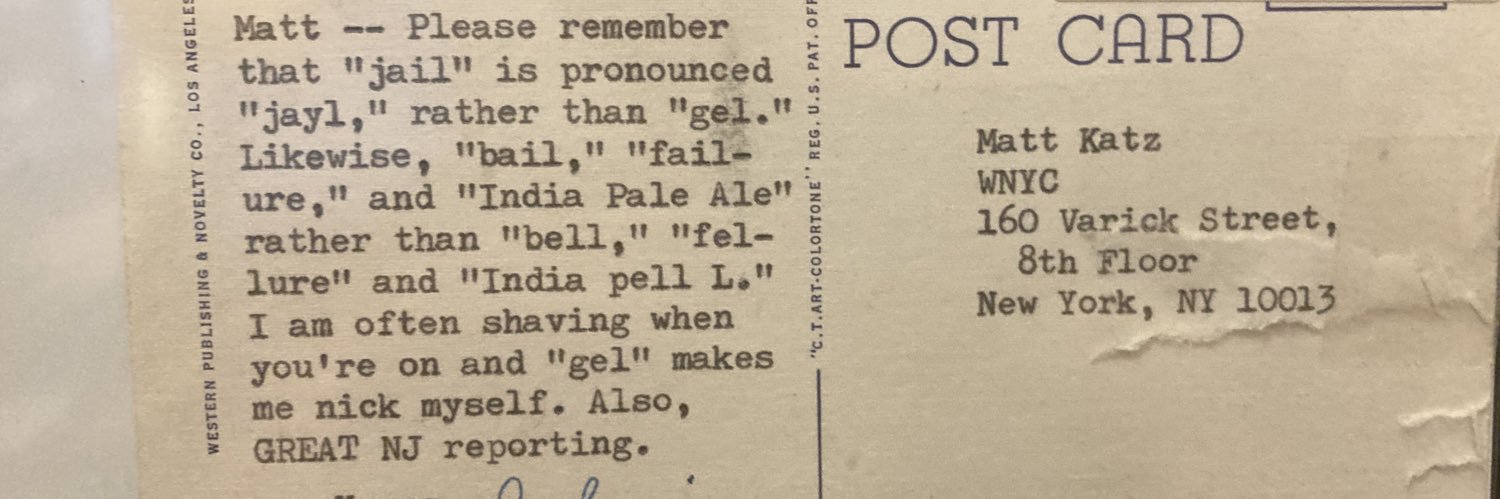 WESTERN PUBLISHING & NOVELTY CO., LOS ANGELES
Matt -- Please remember
that "jail" is pronounced
"jayl," rather than "gel."
Likewise, "bail," "fail-
ure," and "India Pale Ale"
rather than "bell," "fel-
lure" and "India pell L."
I am often shaving when
you're on and "gel" makes
me nick myself. Also,
GREAT NJ reporting.
"C.T.ART-COLORTONE" REG. U.S. PAT. OFF
POST CARD
Matt Katz
WNYC
160 Varick Street,
8th Floor
New York, NY 10013